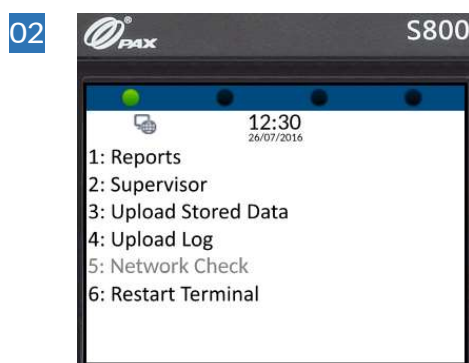 02
PAX
S800
12:30
26/07/2016
1: Reports
2: Supervisor
3: Upload Stored Data
4: Upload Log
5: Network Check
6: Restart Terminal